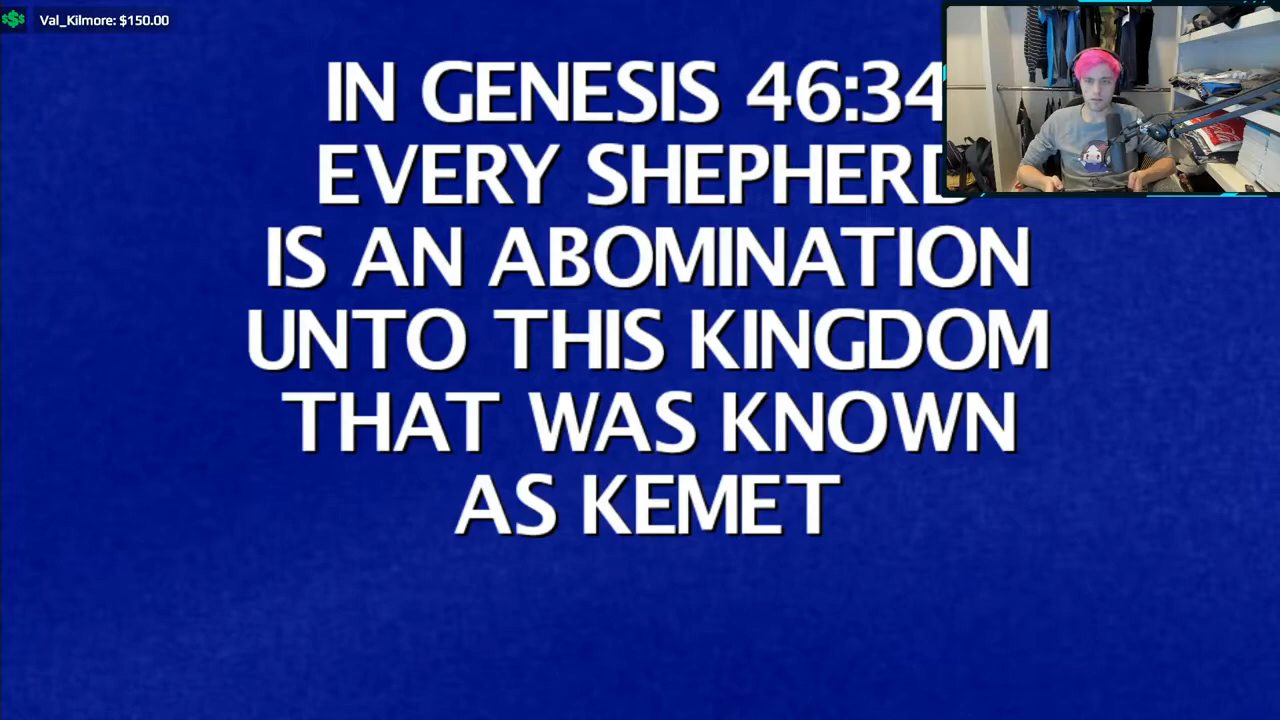 Val_Kilmore: $150.00
IN GENESIS 46:34
EVERY SHEPHERD
IS AN ABOMINATION
UNTO THIS KINGDOM
THAT WAS KNOWN
AS KEMET